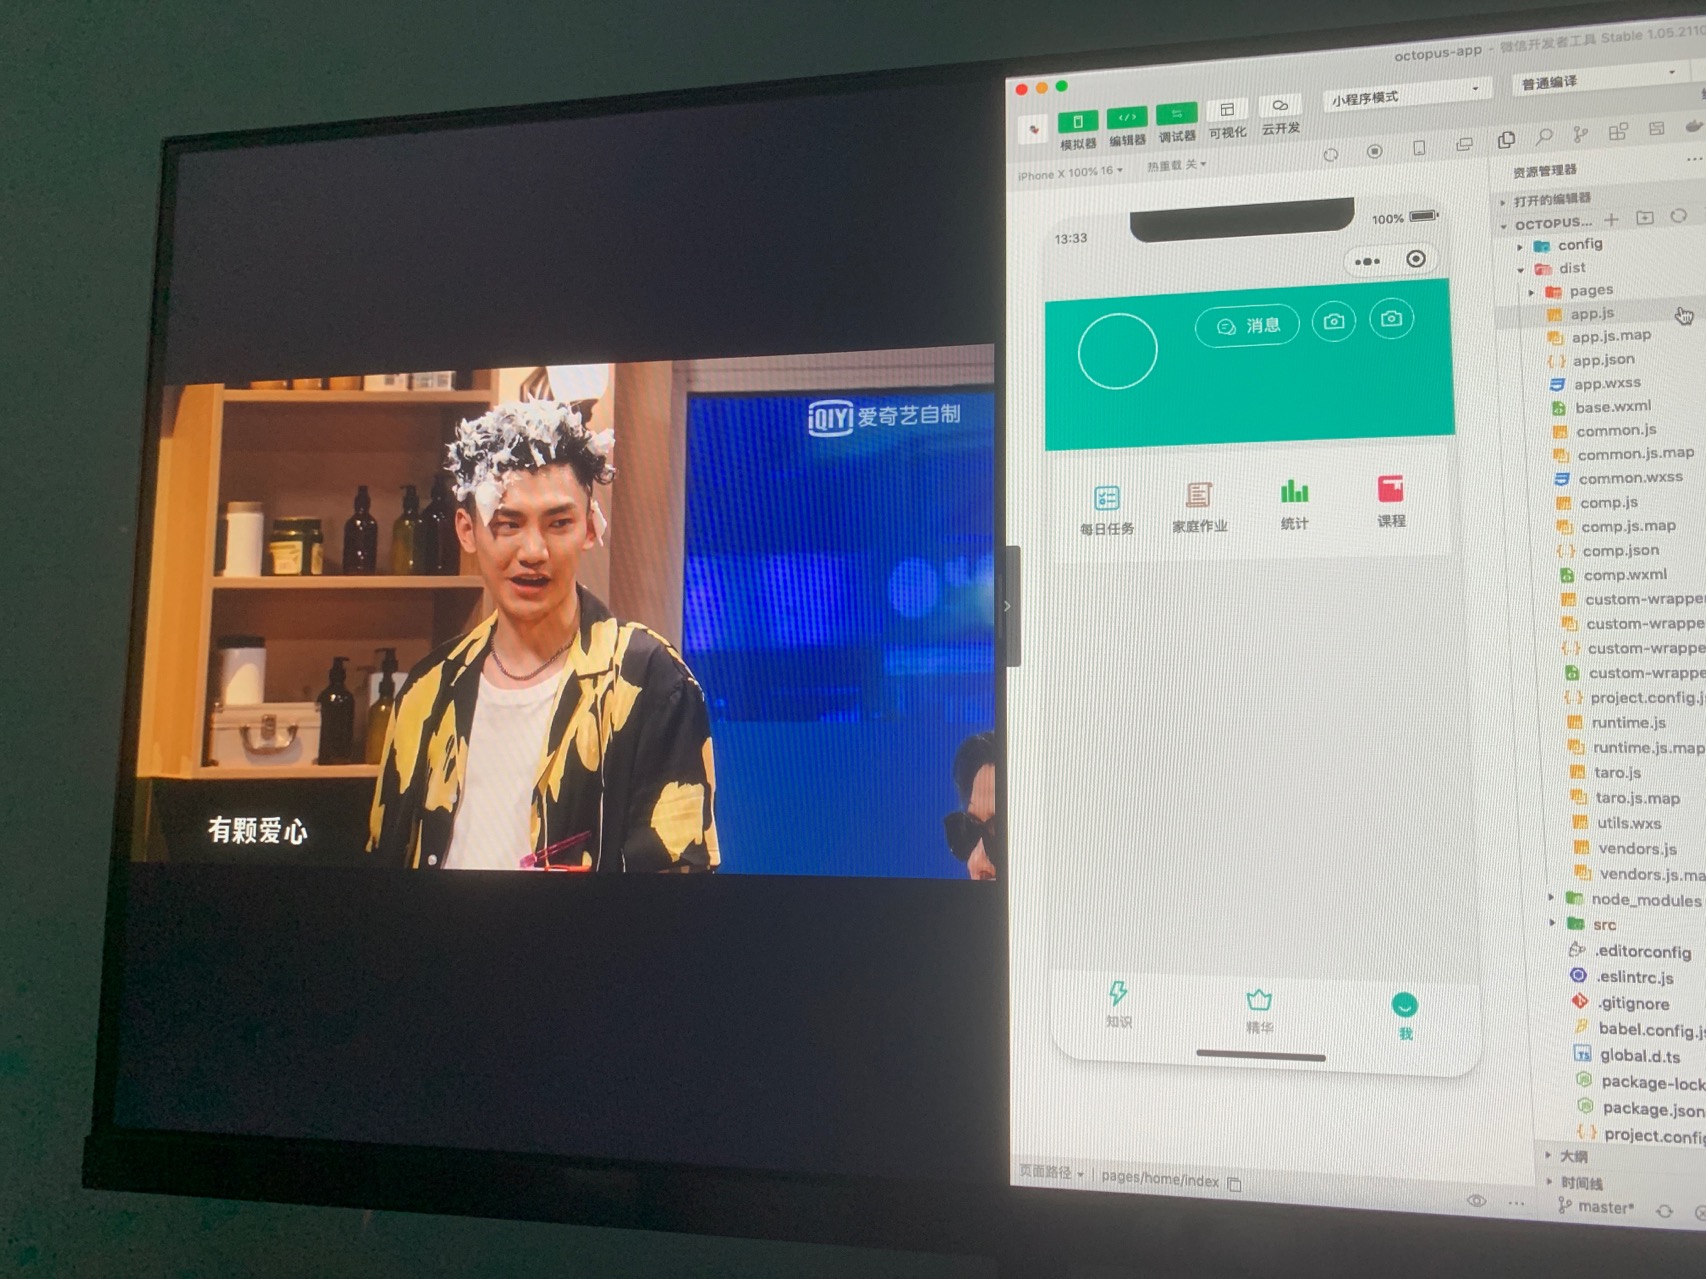 iQIYI 爱奇艺自制
有颗爱心
octopus-app - 微信开发者工具 Stable 1.05.2110
模拟器 编辑器 调试器 可视化 云开发
小程序模式
普通编译
iPhone X 100% 16
热重载 关
13:33
100%
消息
每日任务
家庭作业
统计
课程
知识
精华
我
页面路径
pages/home/index
资源管理器
打开的编辑器
OCTOPUS...
config
dist
pages
app.js
app.js.map
app.json
app.wxss
base.wxml
common.js
common.js.map
common.wxss
comp.js
comp.js.map
comp.json
comp.wxml
custom-wrappe
custom-wrappe
custom-wrappe
custom-wrappe
project.config.j
runtime.js
runtime.js.map
taro.js
taro.js.map
utils.wxs
vendors.js
vendors.js.ma
node_modules
src
.editorconfig
.eslintrc.js
.gitignore
babel.config.j
global.d.ts
package-lock
package.json
project.config
大纲
时间线
master*